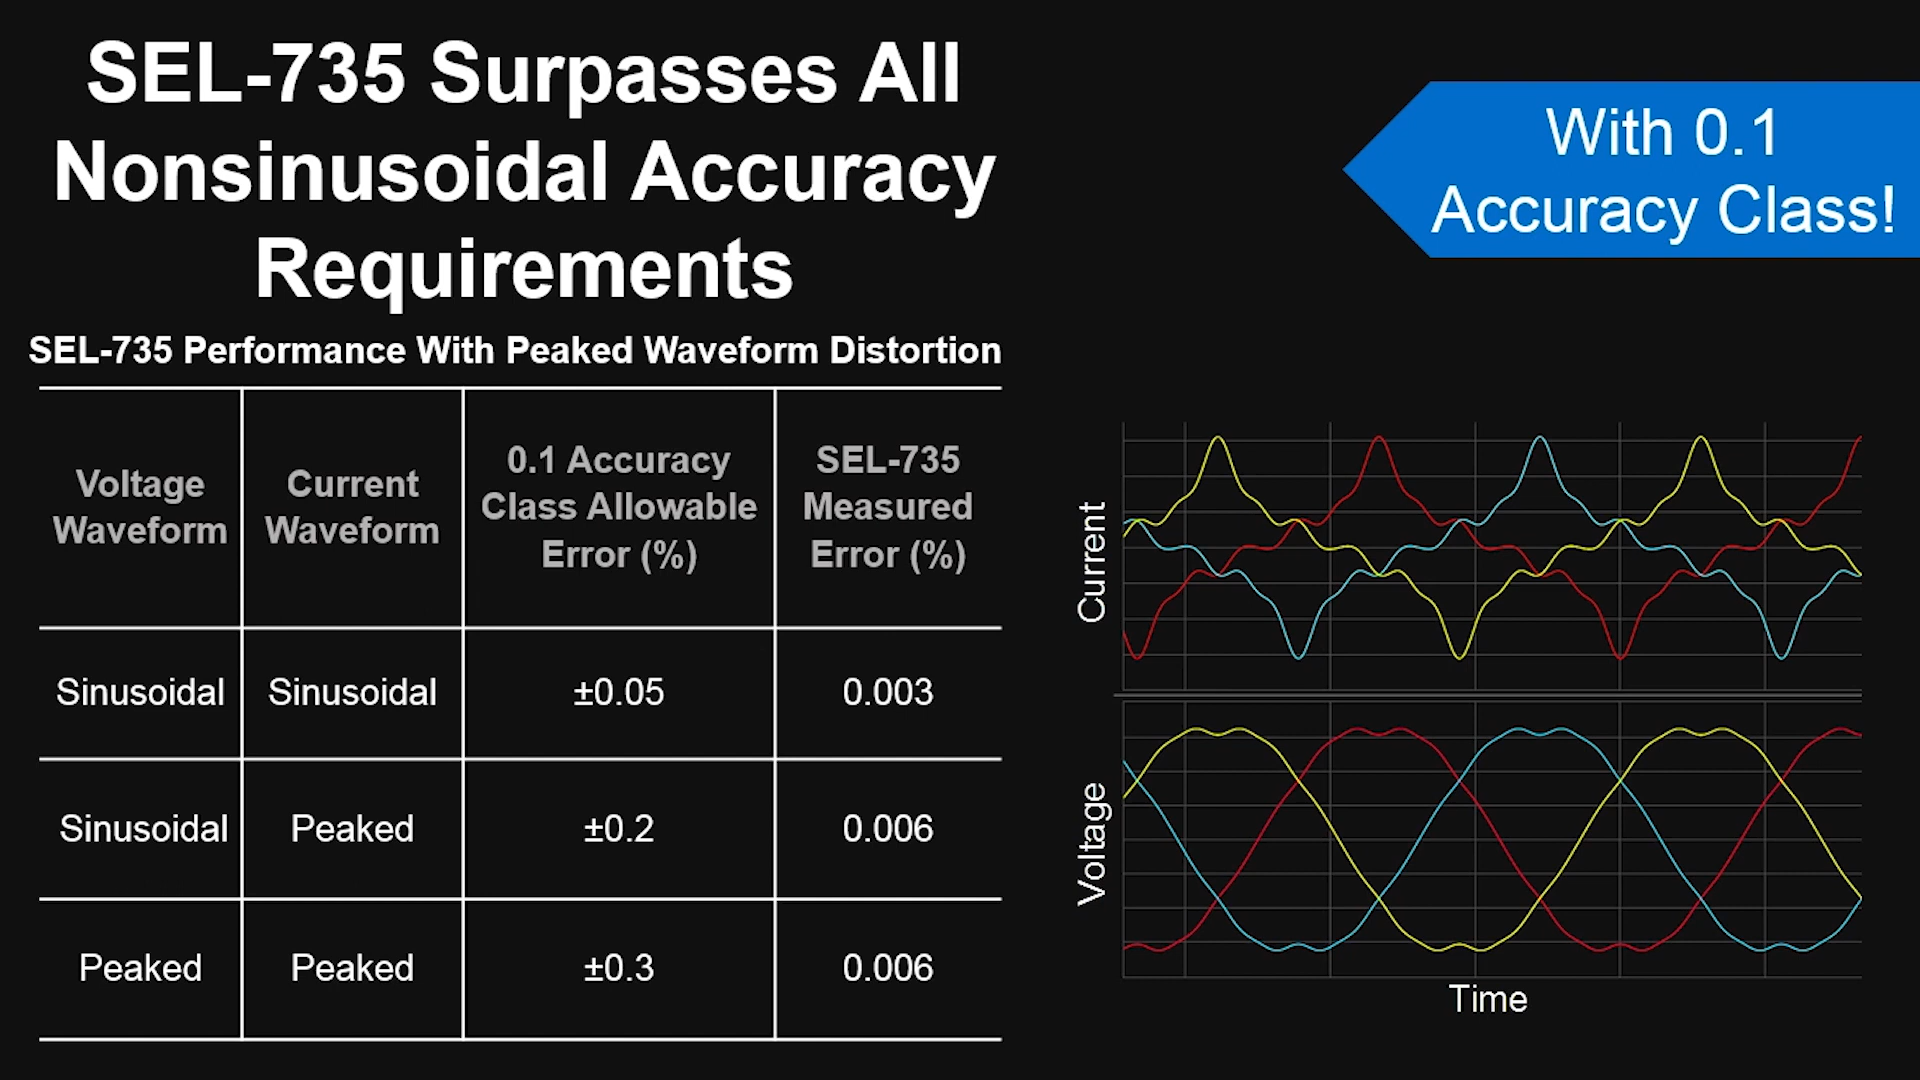 SEL-735 Surpasses All
Nonsinusoidal Accuracy
Requirements
With 0.1
Accuracy Class!
SEL-735 Performance With Peaked Waveform Distortion
Voltage Waveform
Current Waveform
0.1 Accuracy Class Allowable Error (%)
SEL-735 Measured Error (%)
Sinusoidal Sinusoidal ±0.05 0.003
Sinusoidal Peaked ±0.2 0.006
Peaked Peaked ±0.3 0.006
Current
Voltage
Time